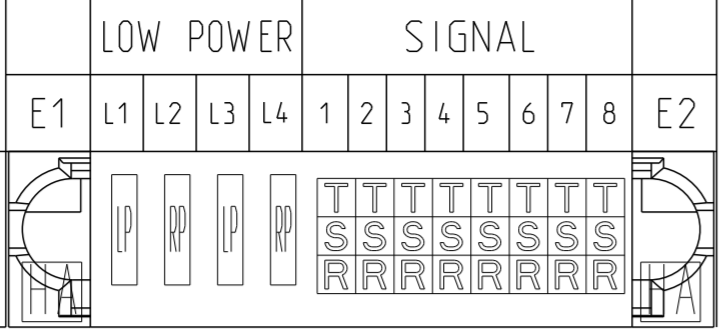 LOW POWER SIGNAL
E1 L1 L2 L3 L4 1 2 3 4 5 6 7 8 E2
LP RP LP RP
T T T T T T T T
S S S S S S S S
R R R R R R R R
HA HA